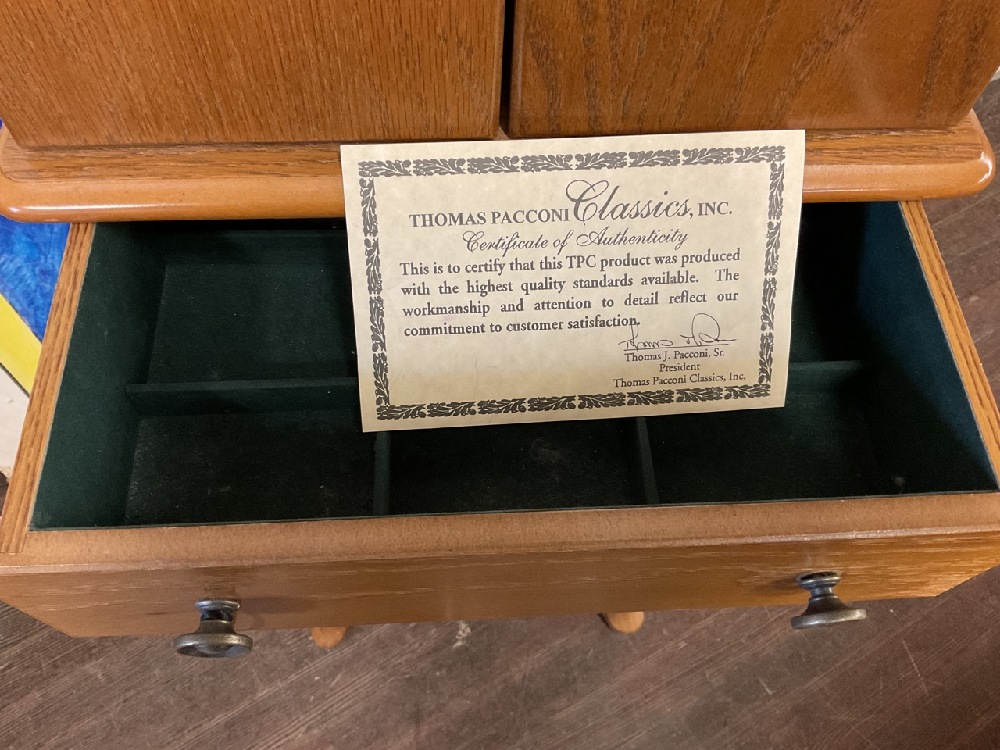 THOMAS PACCONI Classics, INC.
Certificate of Authenticity
This is to certify that this TPC product was produced
with the highest quality standards available. The
workmanship and attention to detail reflect our
commitment to customer satisfaction.
Thomas J. Pacconi, Sr.
President
Thomas Pacconi Classics, Inc.